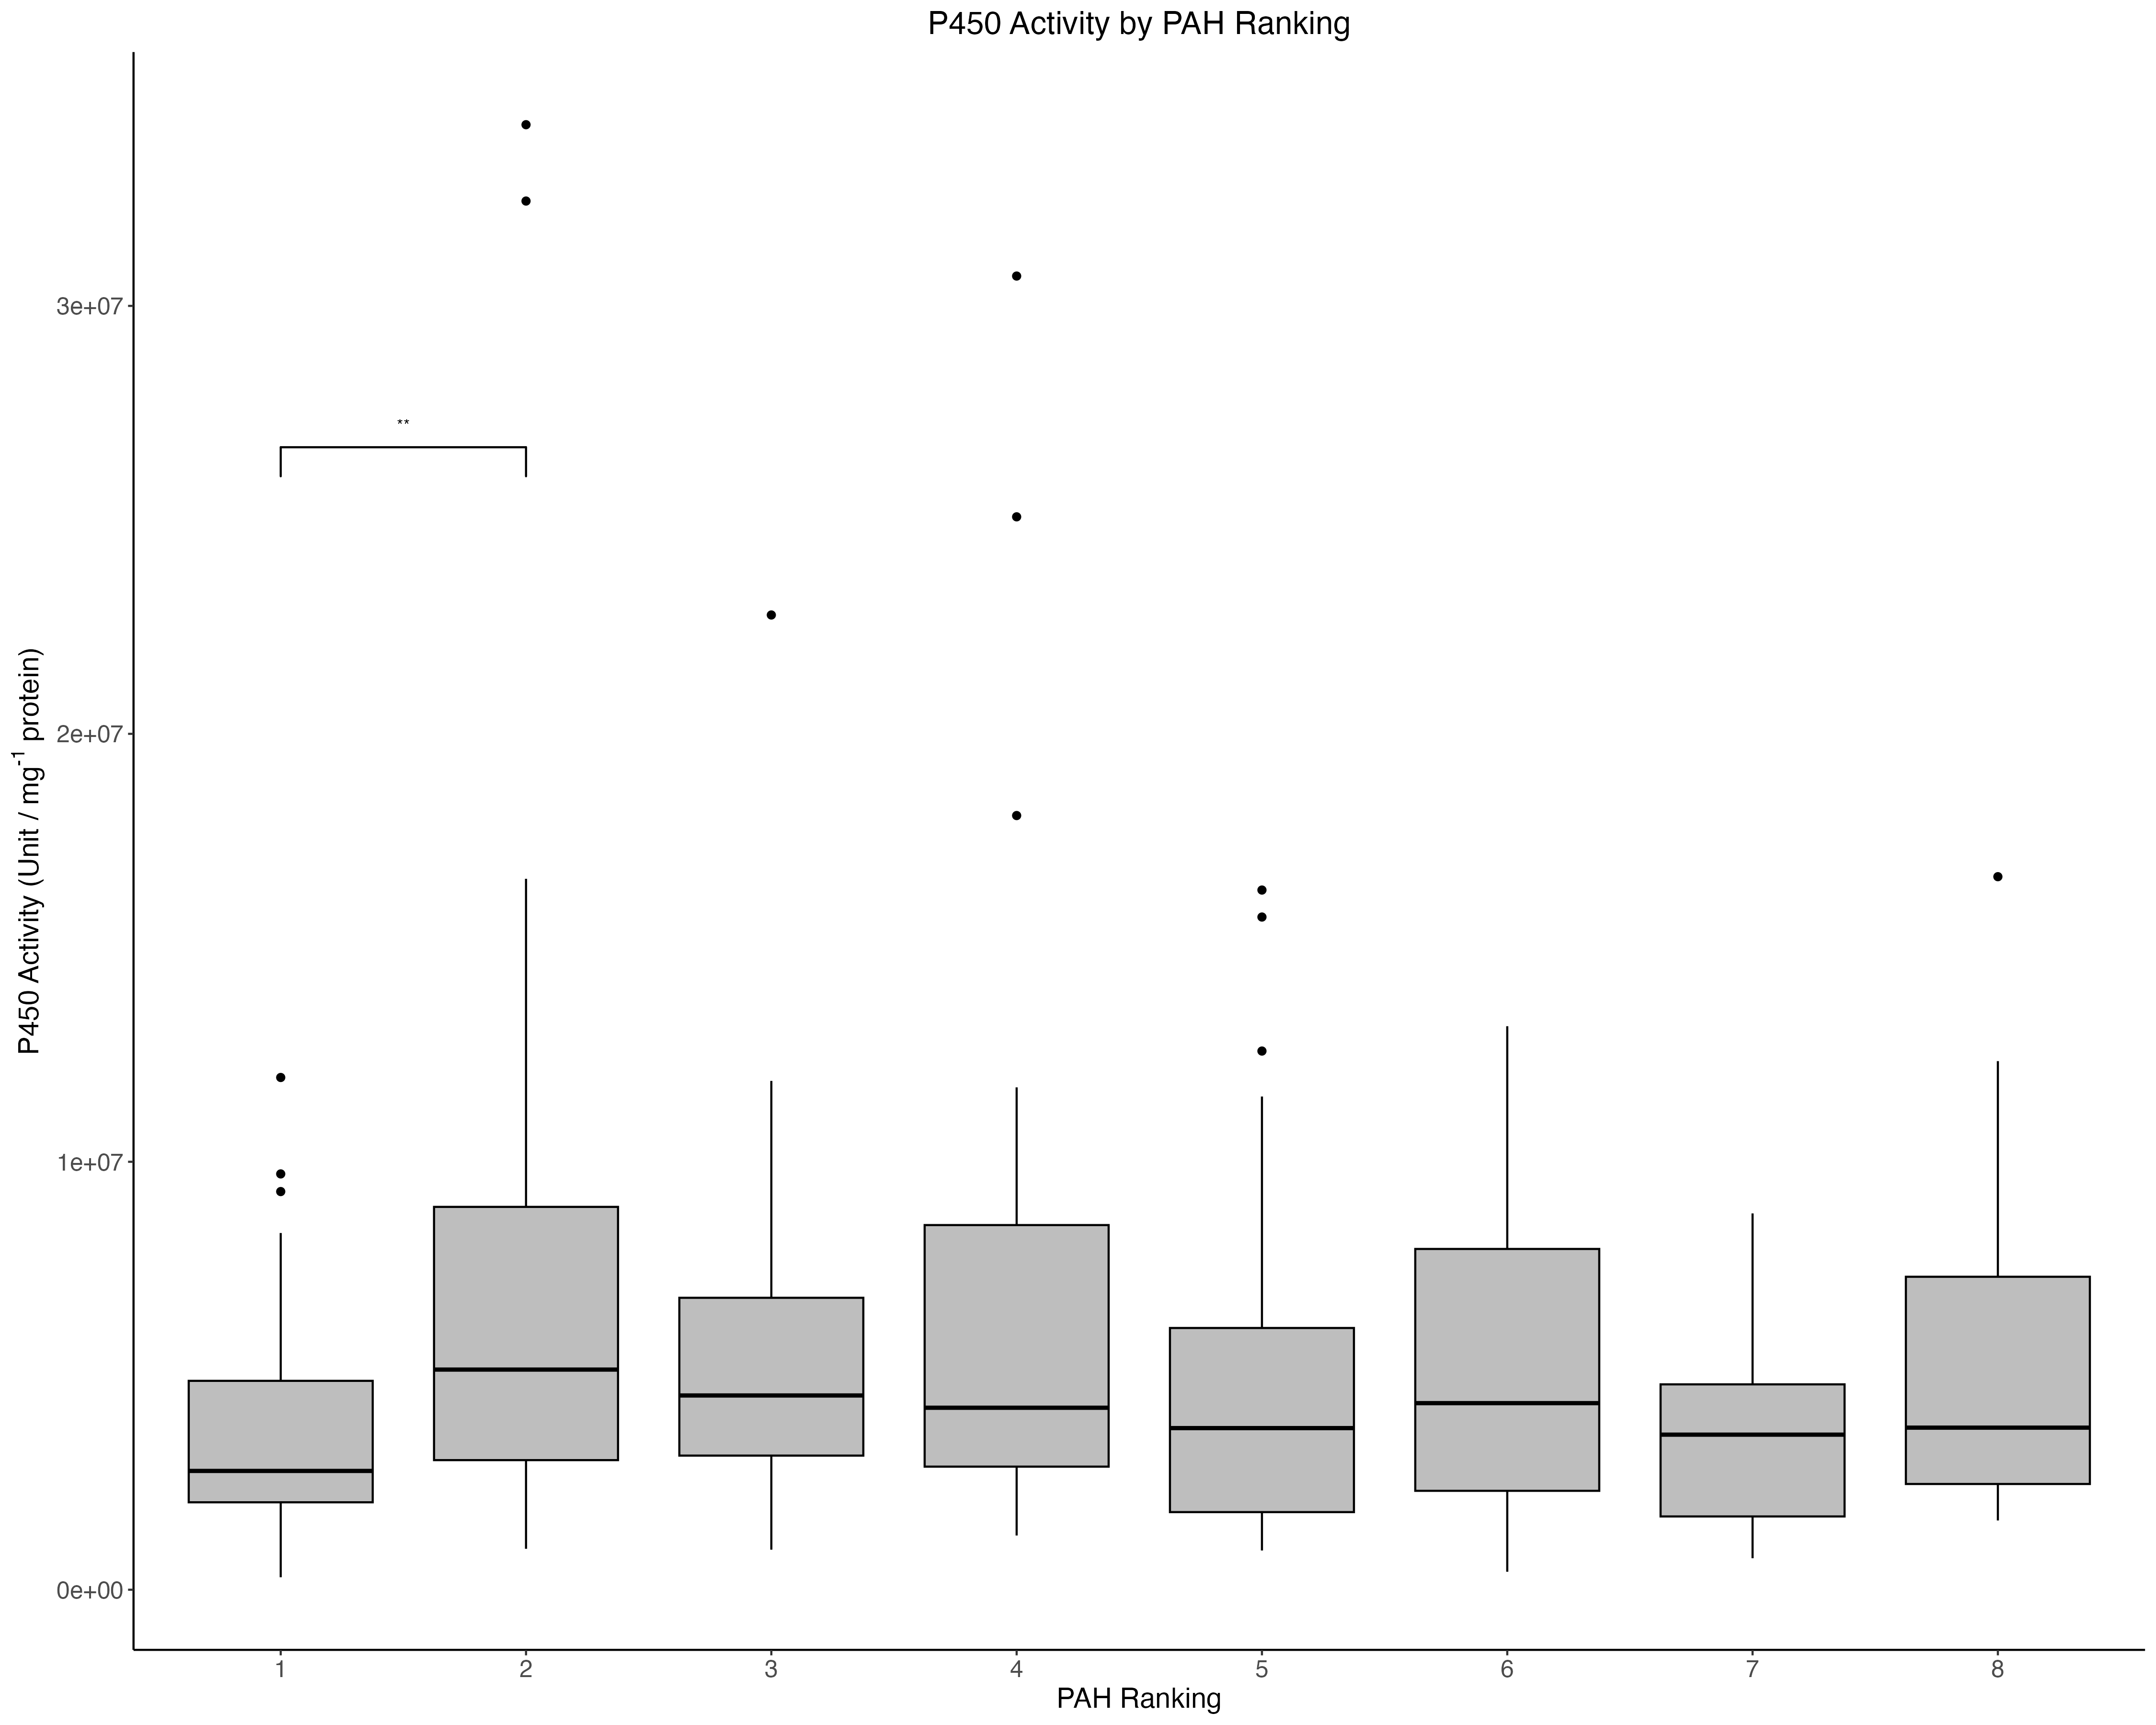 P450 Activity by PAH Ranking
3e+07
**
2e+07
1e+07
0e+00
P450 Activity (Unit / mg⁻¹ protein)
1 2 3 4 5 6 7 8
PAH Ranking